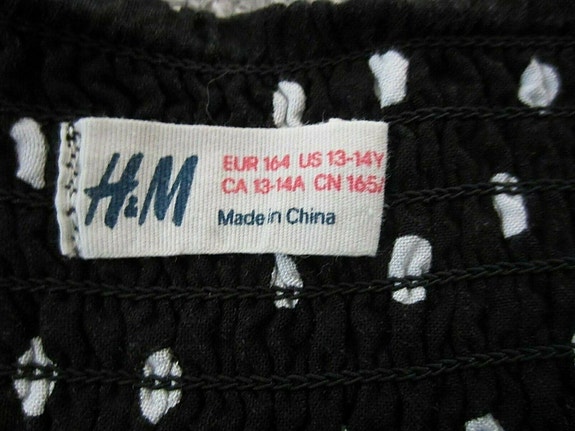 H&M
EUR 164 US 13-14Y
CA 13-14A CN 165/
Made in China